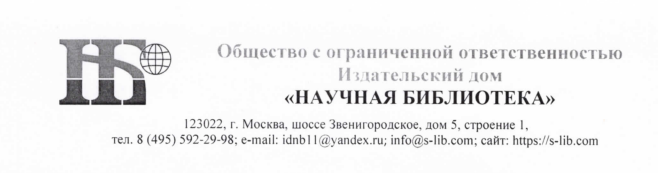 НБ
Общество с ограниченной ответственностью
Издательский дом
«НАУЧНАЯ БИБЛИОТЕКА»
123022, г. Москва, шоссе Звенигородское, дом 5, строение 1,
тел. 8 (495) 592-29-98; e-mail: idnb11@yandex.ru; info@s-lib.com; сайт: https://s-lib.com